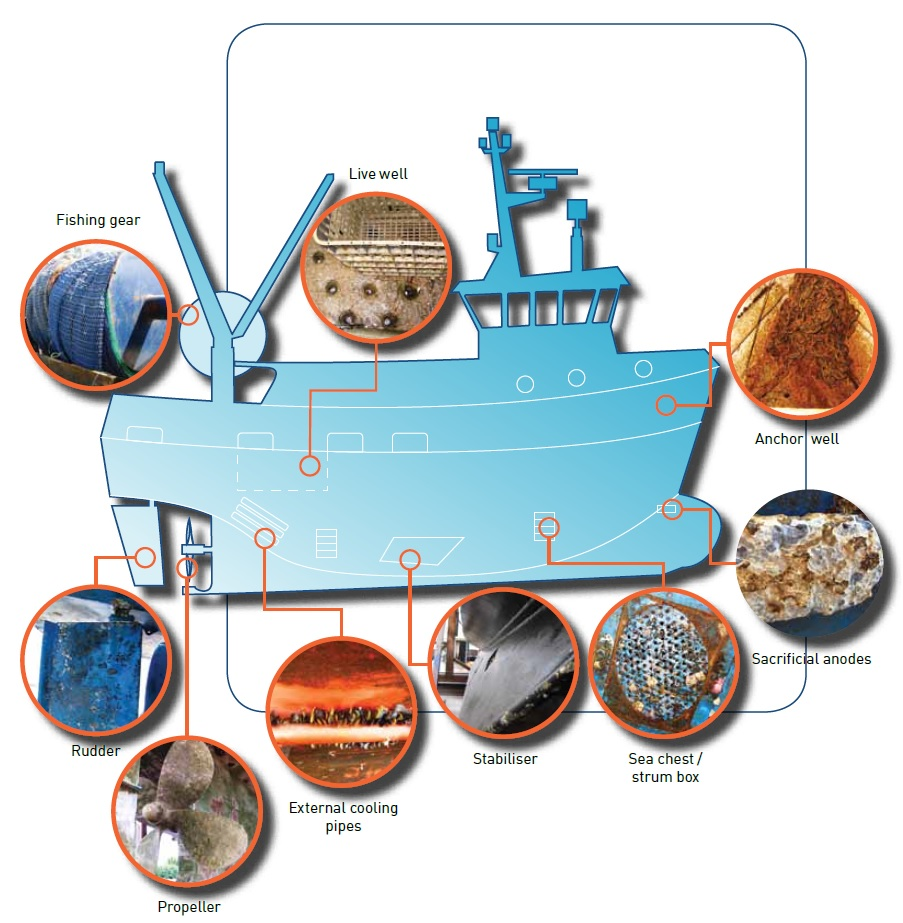 Live well
Fishing gear
Anchor well
Sacrificial anodes
Rudder
Stabiliser
Sea chest /
strum box
External cooling
pipes
Propeller